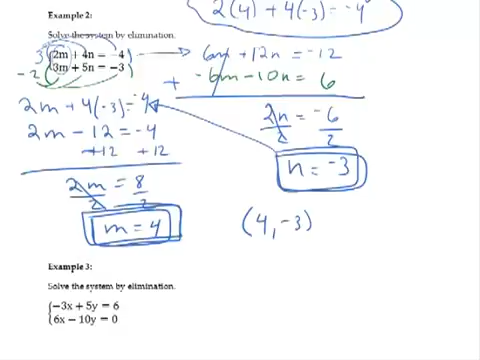 2(4) + 4(-3) = -4
Example 2:
Solve the system by elimination.
3(2m + 4n = -4)
-2(3m + 5n = -3)
6m + 12n = -12
+ -6m - 10n = 6
2n = -6
2 2
n = -3
2m + 4(-3) = -4
2m - 12 = -4
+12 +12
2m = 8
2 2
m = 4
(4, -3)
Example 3:
Solve the system by elimination.
-3x + 5y = 6
6x - 10y = 0